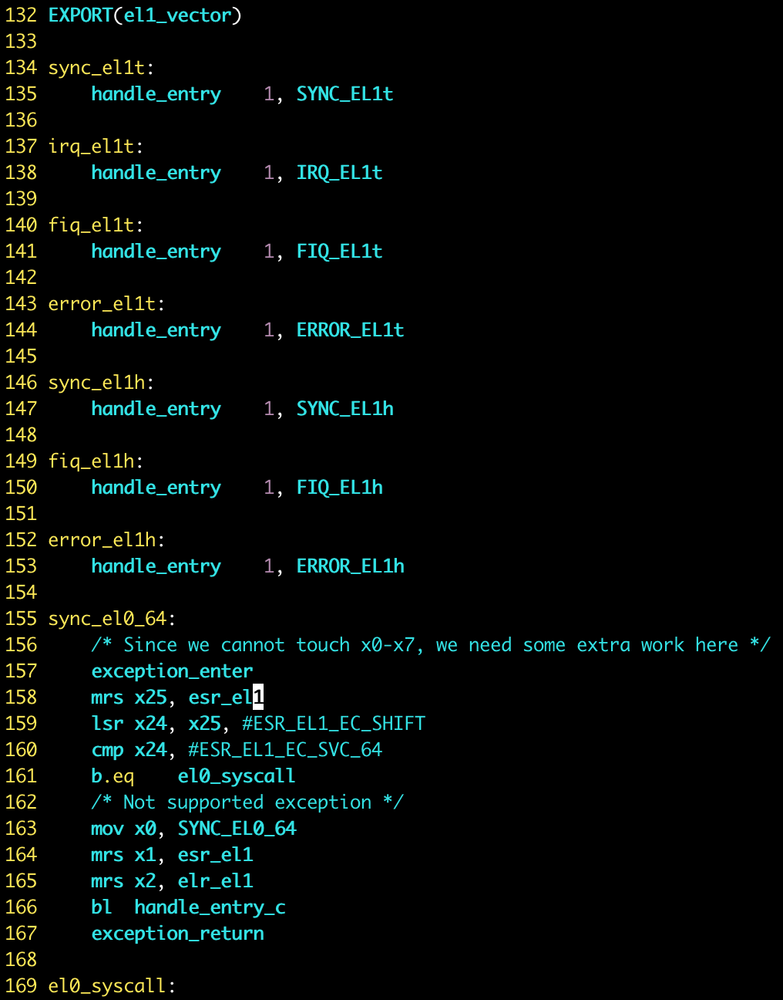 132 EXPORT(el1_vector)
133
134 sync_el1t:
135     handle_entry    1, SYNC_EL1t
136
137 irq_el1t:
138     handle_entry    1, IRQ_EL1t
139
140 fiq_el1t:
141     handle_entry    1, FIQ_EL1t
142
143 error_el1t:
144     handle_entry    1, ERROR_EL1t
145
146 sync_el1h:
147     handle_entry    1, SYNC_EL1h
148
149 fiq_el1h:
150     handle_entry    1, FIQ_EL1h
151
152 error_el1h:
153     handle_entry    1, ERROR_EL1h
154
155 sync_el0_64:
156     /* Since we cannot touch x0-x7, we need some extra work here */
157     exception_enter
158     mrs x25, esr_el1
159     lsr x24, x25, #ESR_EL1_EC_SHIFT
160     cmp x24, #ESR_EL1_EC_SVC_64
161     b.eq    el0_syscall
162     /* Not supported exception */
163     mov x0, SYNC_EL0_64
164     mrs x1, esr_el1
165     mrs x2, elr_el1
166     bl  handle_entry_c
167     exception_return
168
169 el0_syscall: